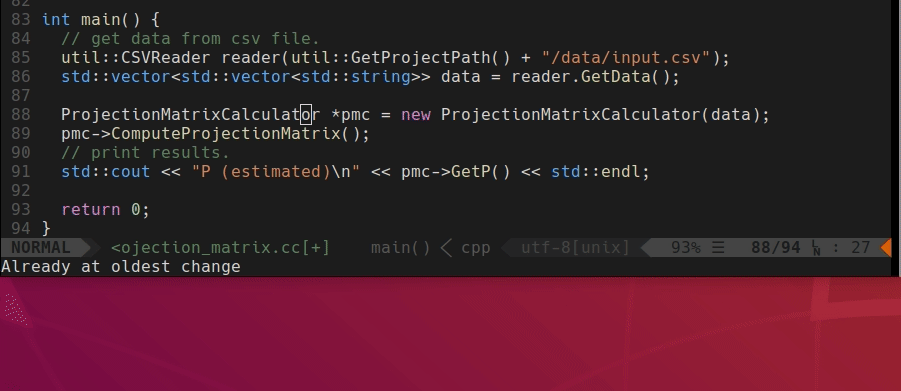 82
83 int main() {
84   // get data from csv file.
85   util::CSVReader reader(util::GetProjectPath() + "/data/input.csv");
86   std::vector<std::vector<std::string>> data = reader.GetData();
87
88   ProjectionMatrixCalculator *pmc = new ProjectionMatrixCalculator(data);
89   pmc->ComputeProjectionMatrix();
90   // print results.
91   std::cout << "P (estimated)\n" << pmc->GetP() << std::endl;
92
93   return 0;
94 }
NORMAL <ojection_matrix.cc[+] main() < cpp utf-8[unix] 93% ☰ 88/94 ㏑ : 27
Already at oldest change